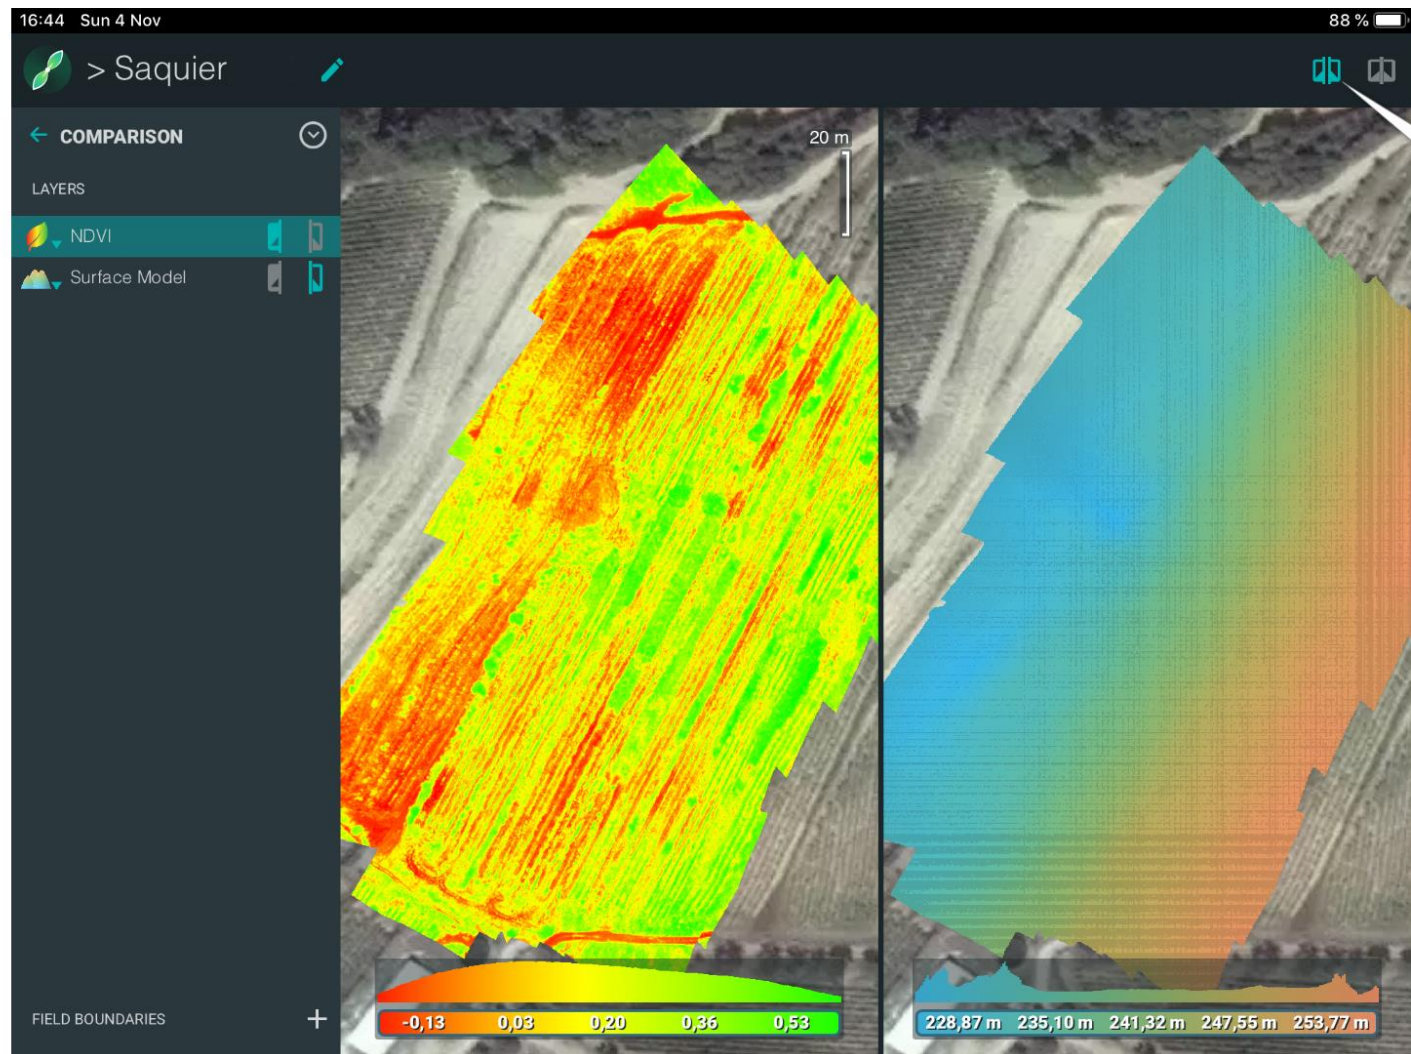 16:44 Sun 4 Nov
88 %
> Saquier
COMPARISON
LAYERS
NDVI
Surface Model
FIELD BOUNDARIES
20 m
-0,13 0,03 0,20 0,36 0,53
228,87 m 235,10 m 241,32 m 247,55 m 253,77 m